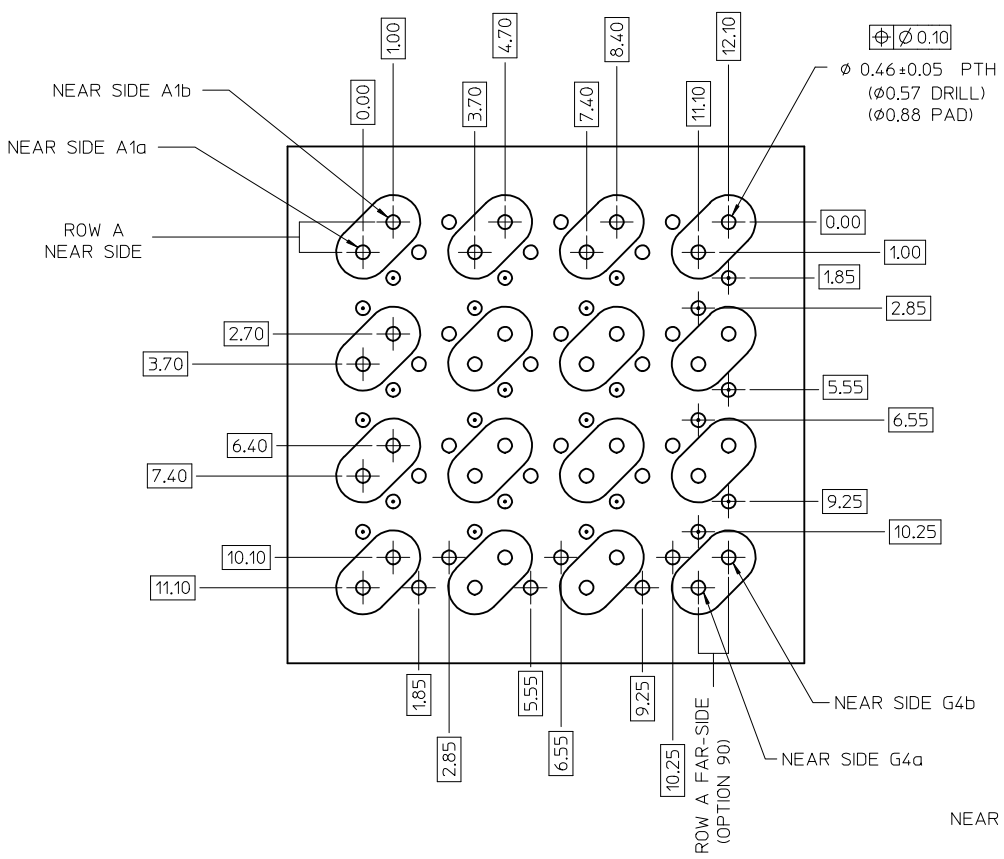 1.00
4.70
8.40
12.10
⌖ Ø 0.10
Ø 0.46±0.05 PTH
(Ø0.57 DRILL)
(Ø0.88 PAD)
NEAR SIDE A1b
0.00
3.70
7.40
11.10
NEAR SIDE A1a
ROW A
NEAR SIDE
0.00
1.00
1.85
2.85
2.70
3.70
5.55
6.55
6.40
7.40
9.25
10.25
10.10
11.10
1.85
5.55
9.25
2.85
6.55
10.25
ROW A FAR-SIDE
(OPTION 90)
NEAR SIDE G4b
NEAR SIDE G4a
NEAR